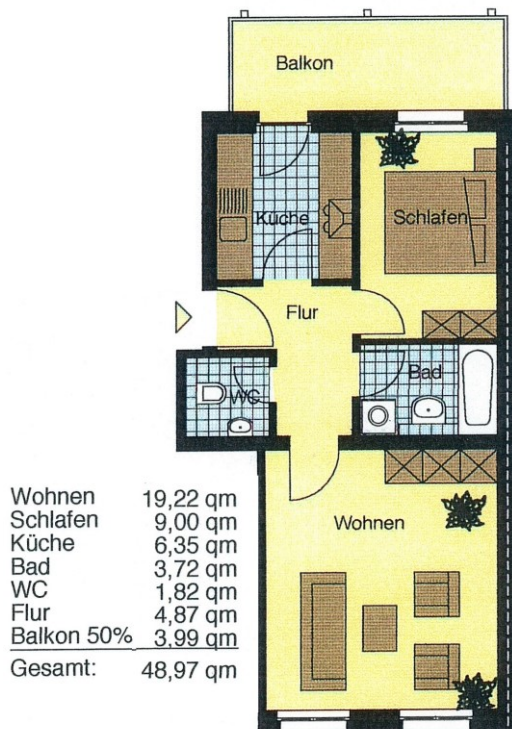 Balkon
Küche
Schlafen
Flur
WC
Bad
Wohnen
Wohnen 19,22 qm
Schlafen 9,00 qm
Küche 6,35 qm
Bad 3,72 qm
WC 1,82 qm
Flur 4,87 qm
Balkon 50% 3,99 qm
Gesamt: 48,97 qm